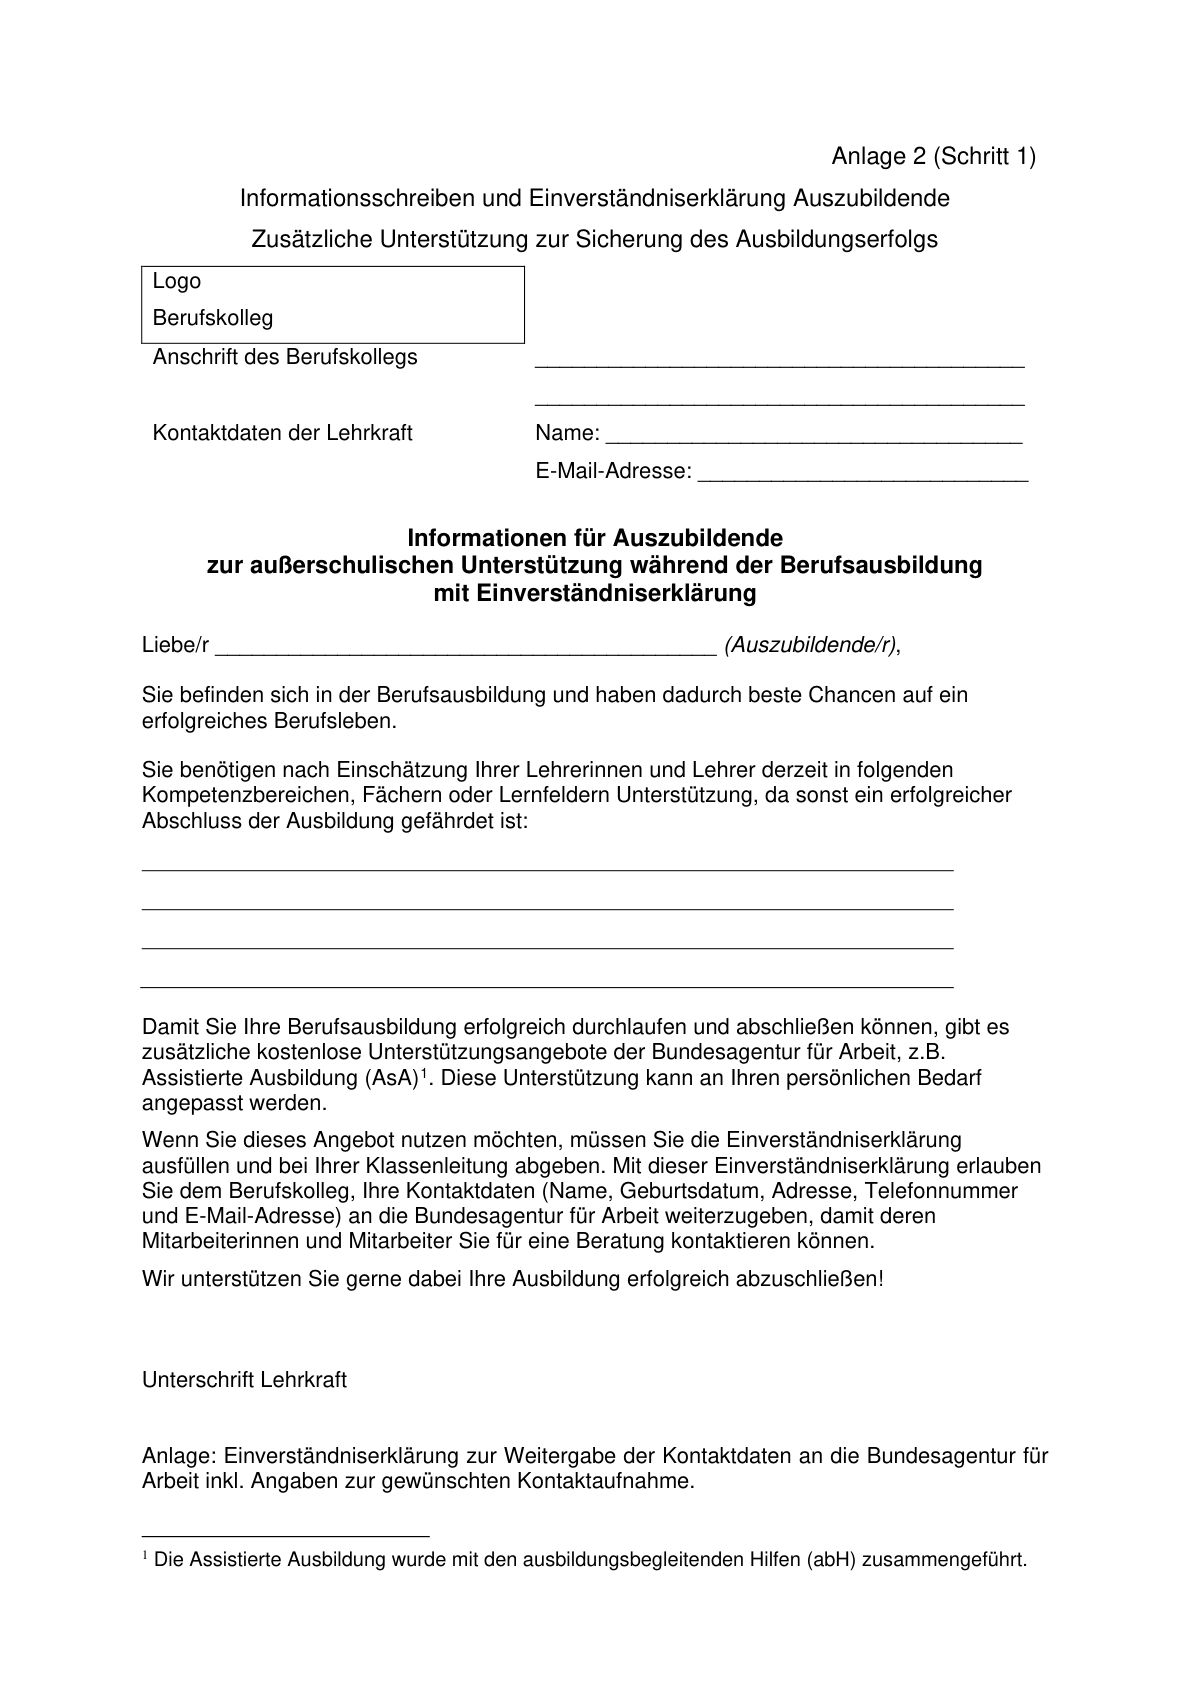 Anlage 2 (Schritt 1)
Informationsschreiben und Einverständniserklärung Auszubildende
Zusätzliche Unterstützung zur Sicherung des Ausbildungserfolgs
Logo
Berufskolleg
Anschrift des Berufskollegs ________________________________________
________________________________________
Kontaktdaten der Lehrkraft Name: __________________________________
E-Mail-Adresse: ___________________________
Informationen für Auszubildende
zur außerschulischen Unterstützung während der Berufsausbildung
mit Einverständniserklärung
Liebe/r _________________________________________ (Auszubildende/r),
Sie befinden sich in der Berufsausbildung und haben dadurch beste Chancen auf ein
erfolgreiches Berufsleben.
Sie benötigen nach Einschätzung Ihrer Lehrerinnen und Lehrer derzeit in folgenden
Kompetenzbereichen, Fächern oder Lernfeldern Unterstützung, da sonst ein erfolgreicher
Abschluss der Ausbildung gefährdet ist:
Damit Sie Ihre Berufsausbildung erfolgreich durchlaufen und abschließen können, gibt es
zusätzliche kostenlose Unterstützungsangebote der Bundesagentur für Arbeit, z.B.
Assistierte Ausbildung (AsA)¹. Diese Unterstützung kann an Ihren persönlichen Bedarf
angepasst werden.
Wenn Sie dieses Angebot nutzen möchten, müssen Sie die Einverständniserklärung
ausfüllen und bei Ihrer Klassenleitung abgeben. Mit dieser Einverständniserklärung erlauben
Sie dem Berufskolleg, Ihre Kontaktdaten (Name, Geburtsdatum, Adresse, Telefonnummer
und E-Mail-Adresse) an die Bundesagentur für Arbeit weiterzugeben, damit deren
Mitarbeiterinnen und Mitarbeiter Sie für eine Beratung kontaktieren können.
Wir unterstützen Sie gerne dabei Ihre Ausbildung erfolgreich abzuschließen!
Unterschrift Lehrkraft
Anlage: Einverständniserklärung zur Weitergabe der Kontaktdaten an die Bundesagentur für
Arbeit inkl. Angaben zur gewünschten Kontaktaufnahme.
¹ Die Assistierte Ausbildung wurde mit den ausbildungsbegleitenden Hilfen (abH) zusammengeführt.